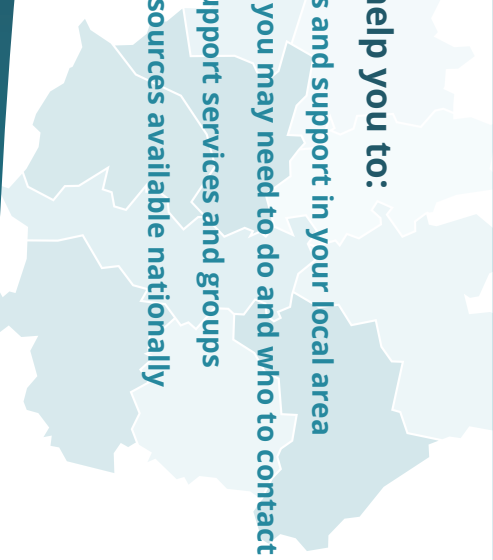 help you to:
s and support in your local area
you may need to do and who to contact
upport services and groups
sources available nationally